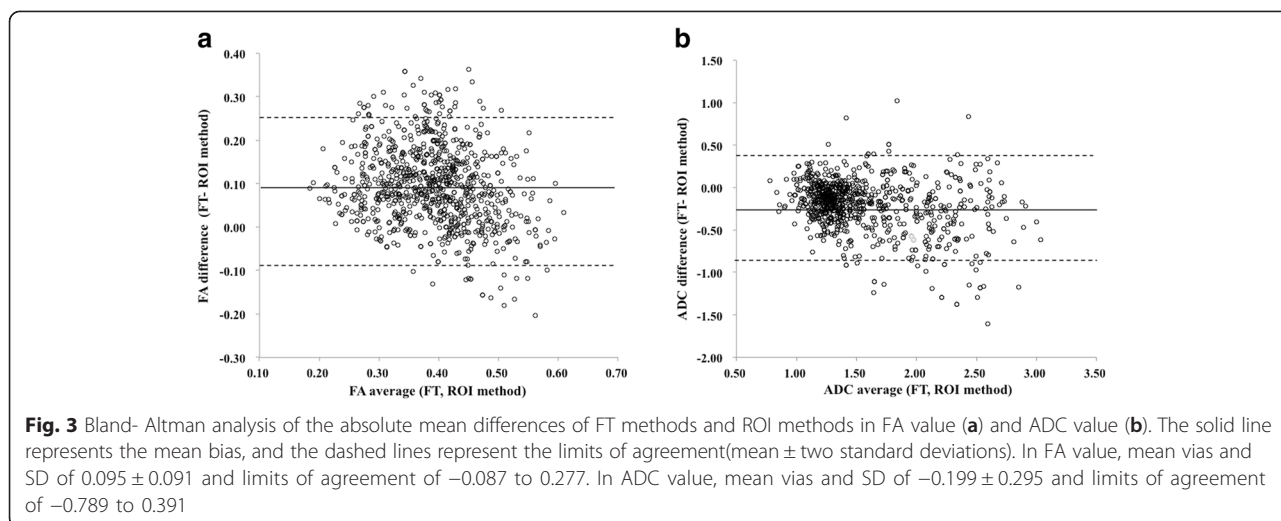 a
b
0.40
0.30
0.20
0.10
0.00
-0.10
-0.20
-0.30
FA difference (FT- ROI method)
0.10 0.20 0.30 0.40 0.50 0.60 0.70
FA average (FT, ROI method)
1.50
1.00
0.50
0.00
-0.50
-1.00
-1.50
-2.00
ADC difference (FT- ROI method)
0.50 1.00 1.50 2.00 2.50 3.00 3.50
ADC average (FT, ROI method)
Fig. 3 Bland- Altman analysis of the absolute mean differences of FT methods and ROI methods in FA value (a) and ADC value (b). The solid line
represents the mean bias, and the dashed lines represent the limits of agreement(mean ± two standard deviations). In FA value, mean vias and
SD of 0.095 ± 0.091 and limits of agreement of −0.087 to 0.277. In ADC value, mean vias and SD of −0.199 ± 0.295 and limits of agreement
of −0.789 to 0.391